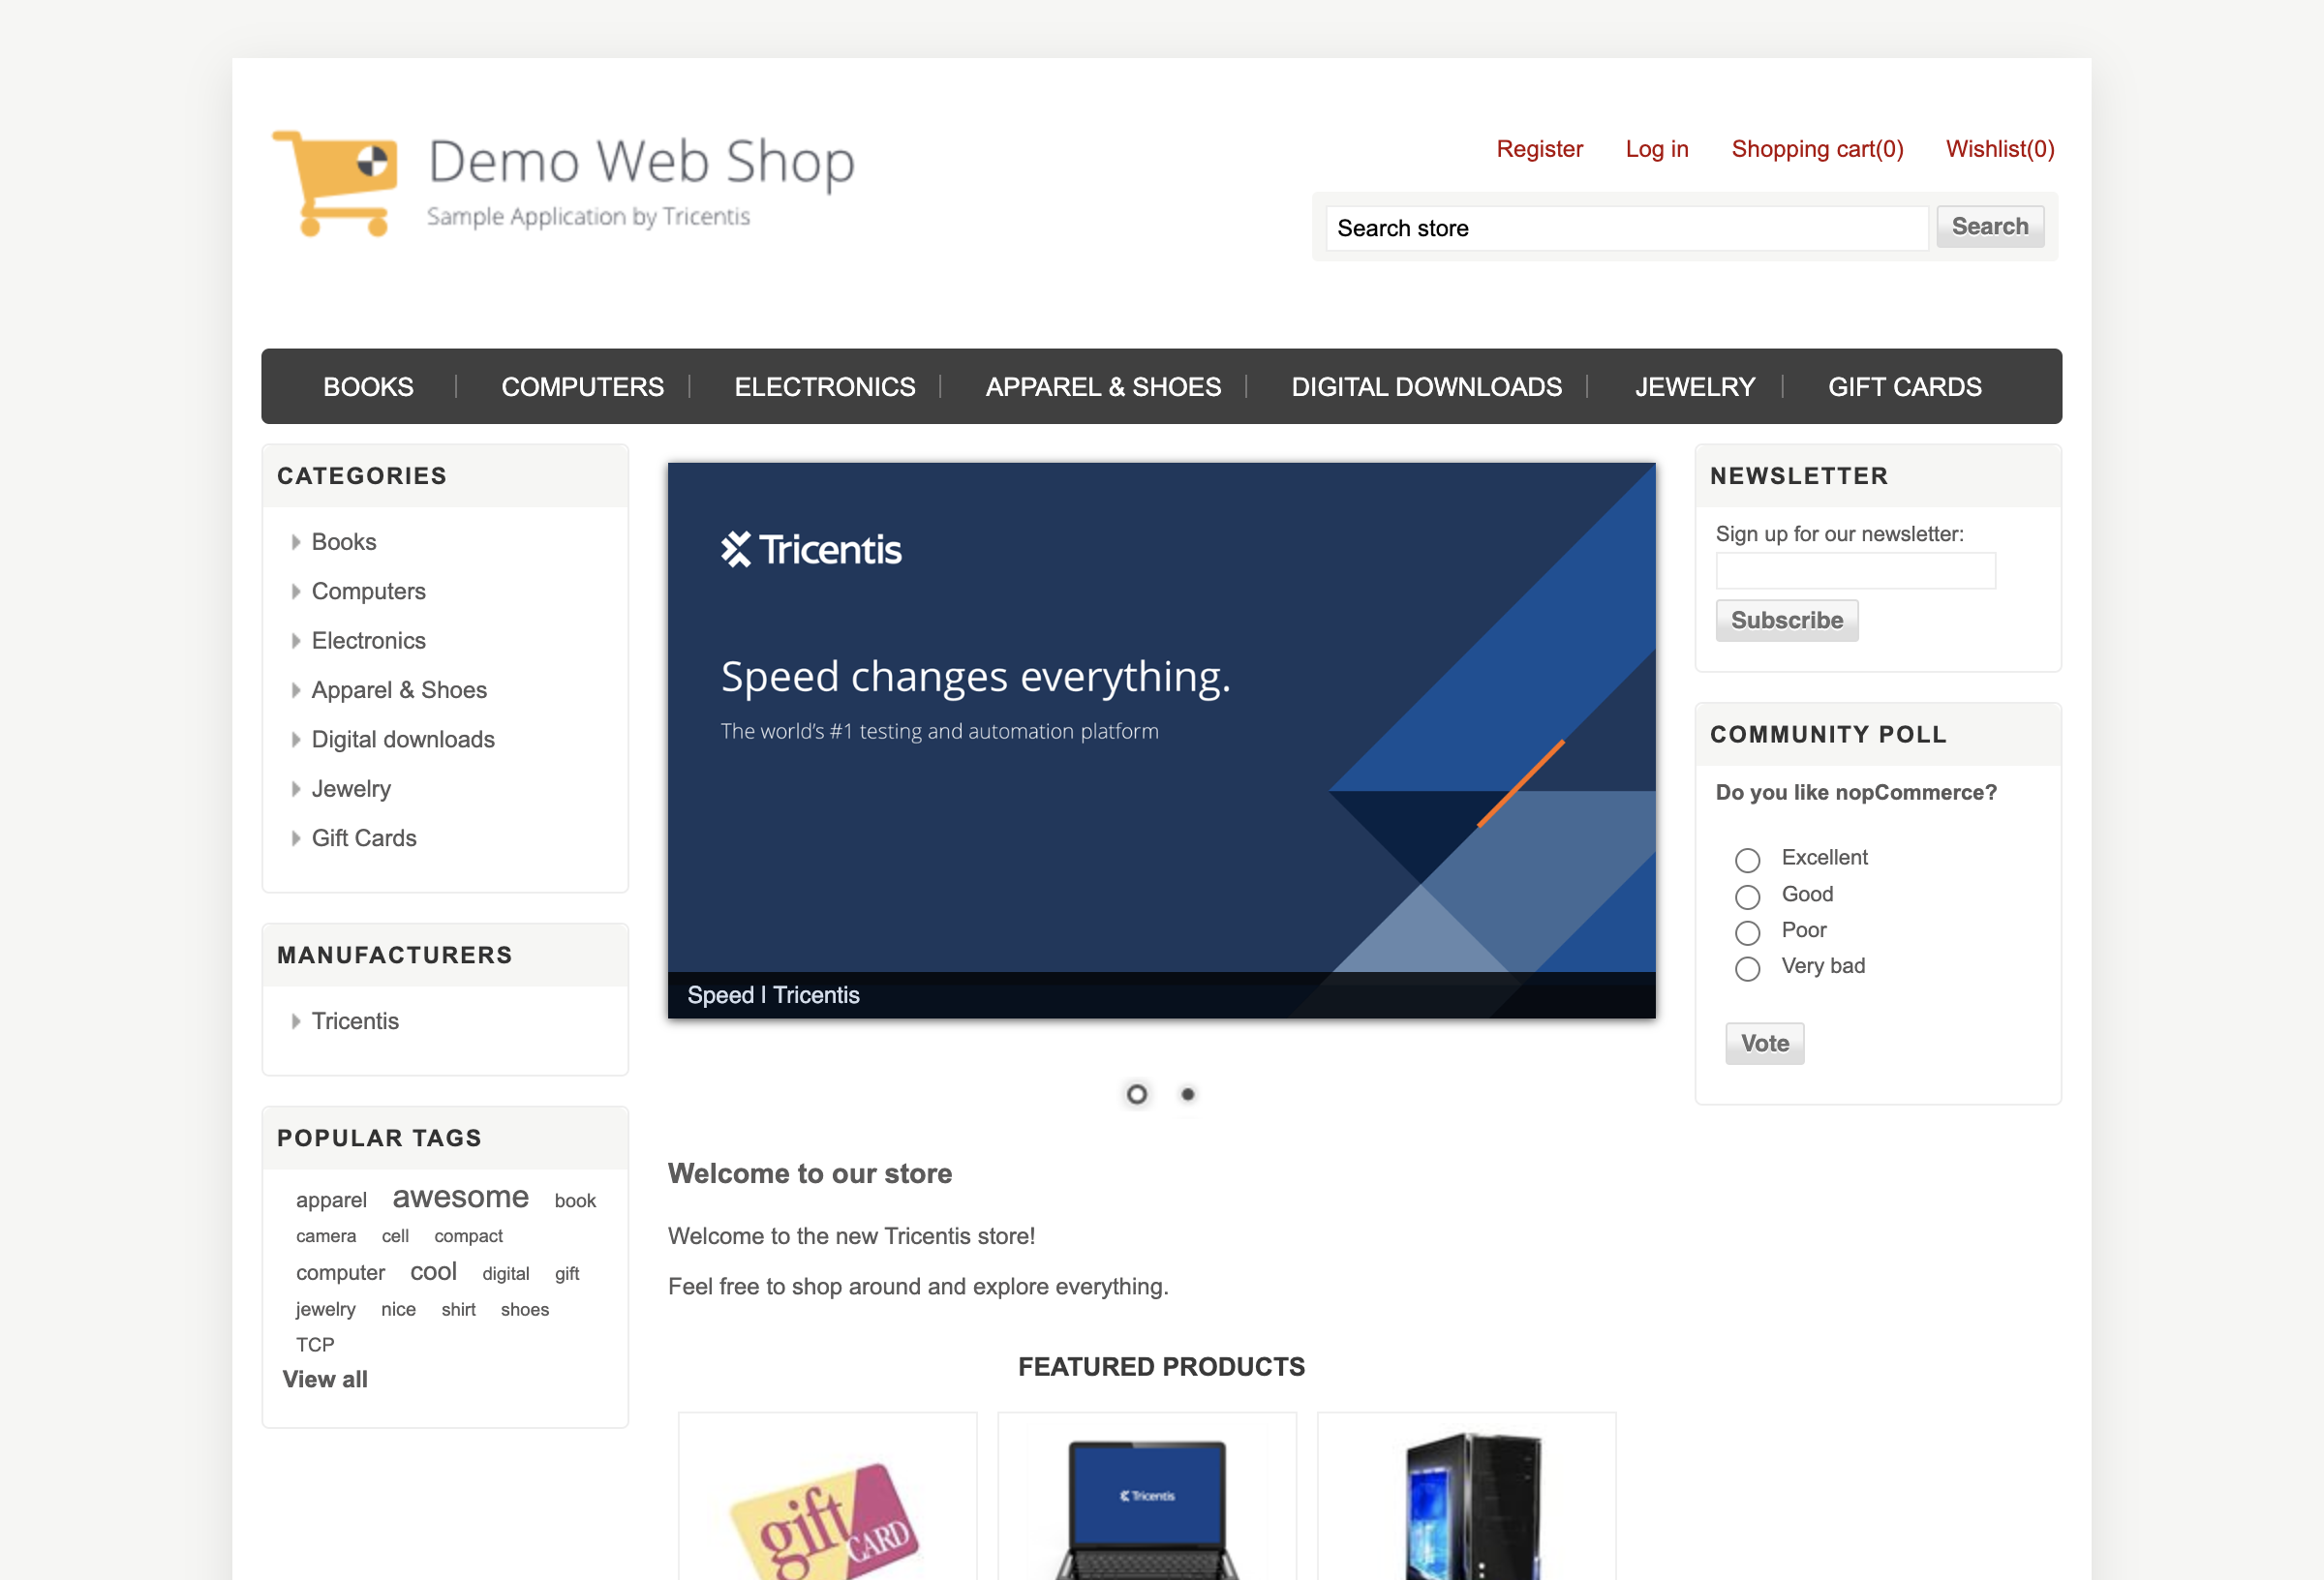 Demo Web Shop
Sample Application by Tricentis
Register Log in Shopping cart(0) Wishlist(0)
Search store Search
BOOKS COMPUTERS ELECTRONICS APPAREL & SHOES DIGITAL DOWNLOADS JEWELRY GIFT CARDS
CATEGORIES
Books
Computers
Electronics
Apparel & Shoes
Digital downloads
Jewelry
Gift Cards
MANUFACTURERS
Tricentis
POPULAR TAGS
apparel awesome book
camera cell compact
computer cool digital gift
jewelry nice shirt shoes
TCP
View all
Tricentis
Speed changes everything.
The world's #1 testing and automation platform
Speed | Tricentis
Welcome to our store
Welcome to the new Tricentis store!
Feel free to shop around and explore everything.
FEATURED PRODUCTS
gift
CARD
Tricentis
NEWSLETTER
Sign up for our newsletter:
Subscribe
COMMUNITY POLL
Do you like nopCommerce?
Excellent
Good
Poor
Very bad
Vote